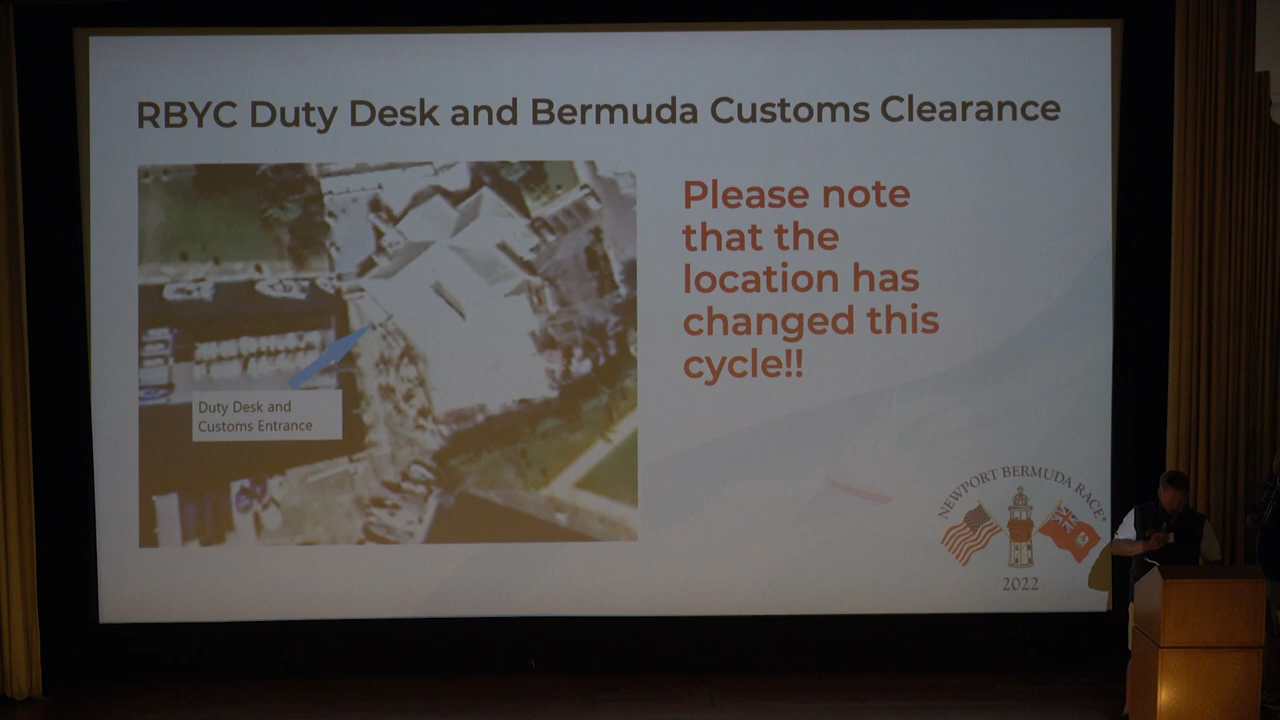 RBYC Duty Desk and Bermuda Customs Clearance
Please note
that the
location has
changed this
cycle!!
Duty Desk and
Customs Entrance
NEWPORT BERMUDA RACE®
2022